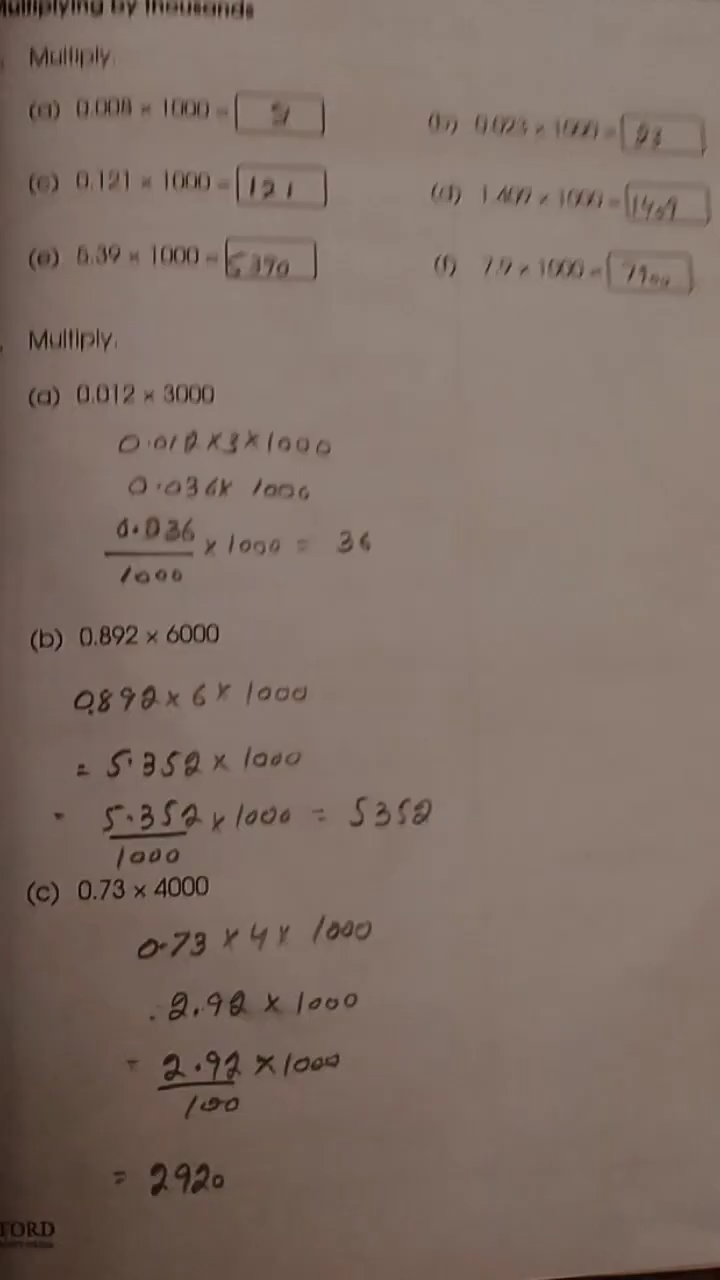 Multiplying by thousands
Multiply.
(a) 0.008 × 1000 =
(b) 0.023 × 1000 = 23
(c) 0.121 × 1000 = 121
(d) 1.409 × 1000 = 1409
(e) 5.39 × 1000 = 5390
(f) 7.9 × 1000 = 7900
Multiply.
(a) 0.012 × 3000
0.012 × 3 × 1000
0.036 × 1000
0.036/1000 × 1000 = 36
(b) 0.892 × 6000
0.892 × 6 × 1000
= 5.352 × 1000
= 5.352/1000 × 1000 = 5352
(c) 0.73 × 4000
0.73 × 4 × 1000
2.92 × 1000
= 2.92/100 × 1000
= 2920
FORD